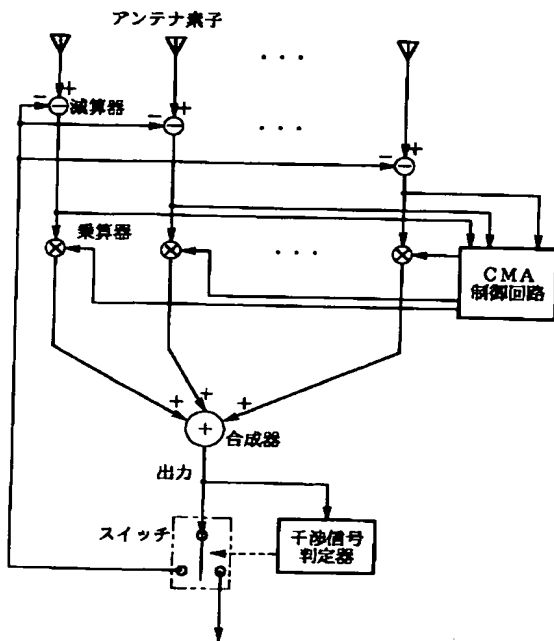 アンテナ素子
減算器
乗算器
CMA
制御回路
合成器
出力
スイッチ
干渉信号
判定器